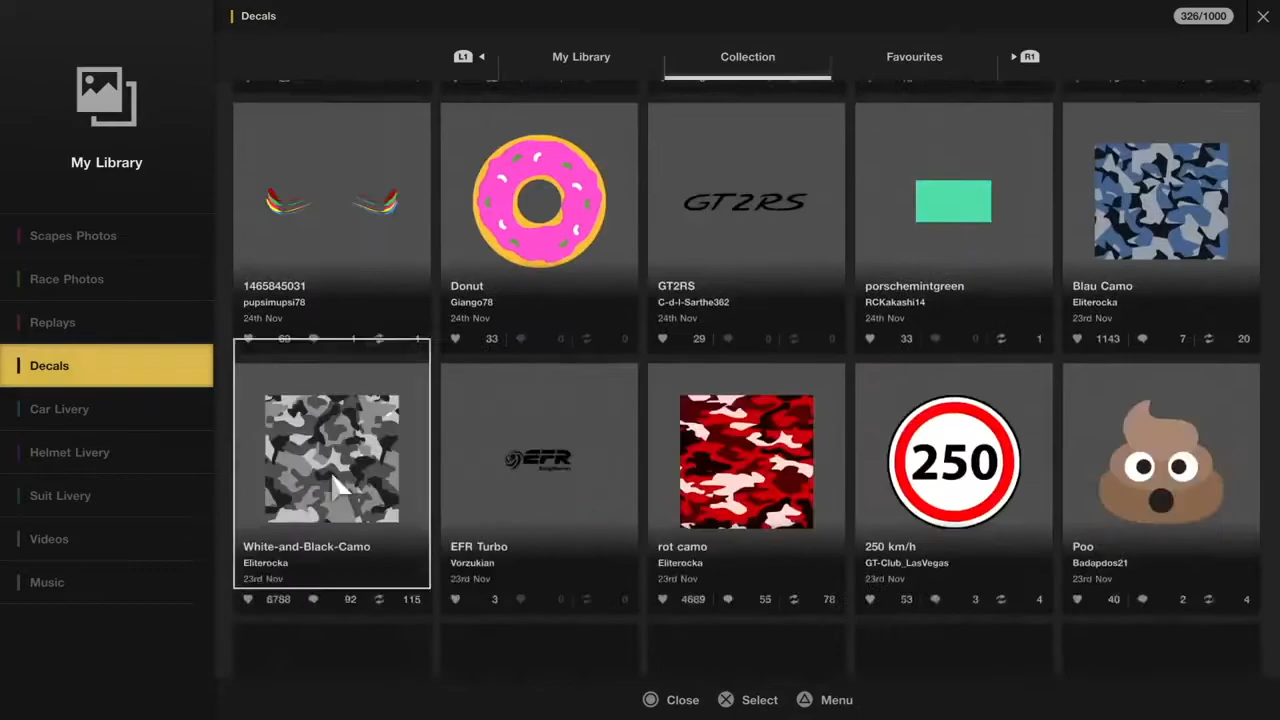 Decals
326/1000
L1
My Library
Collection
Favourites
R1
My Library
Scapes Photos
Race Photos
Replays
Decals
Car Livery
Helmet Livery
Suit Livery
Videos
Music
GT2RS
1465845031
pupsimupsi78
24th Nov
1
1
Donut
Giango78
24th Nov
33 0 0
GT2RS
C-d-l-Sarthe362
24th Nov
29 0 0
porschemintgreen
RCKakashi14
24th Nov
33 0 1
Blau Camo
Eliterocka
23rd Nov
1143 7 20
White-and-Black-Camo
Eliterocka
23rd Nov
6788 92 115
EFR
EFR Turbo
Vorzukian
23rd Nov
3 0 0
rot camo
Eliterocka
23rd Nov
4689 55 78
250
250 km/h
GT-Club_LasVegas
23rd Nov
53 3 4
Poo
Badapdos21
23rd Nov
40 2 4
Close
Select
Menu